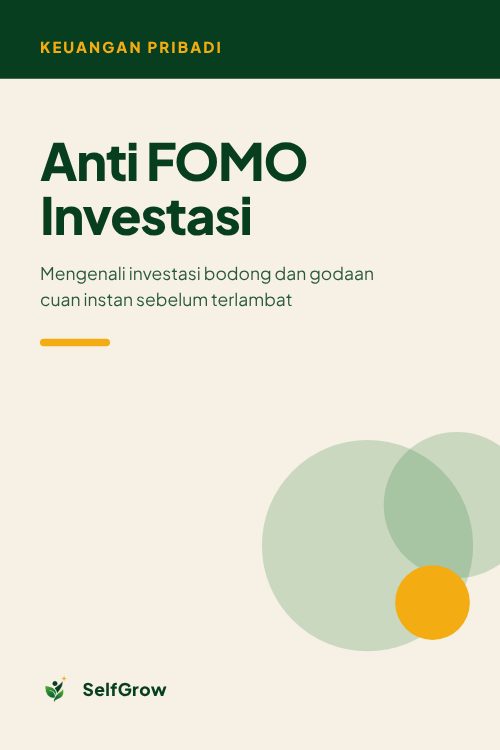 KEUANGAN PRIBADI
Anti FOMO
Investasi
Mengenali investasi bodong dan godaan
cuan instan sebelum terlambat
SelfGrow